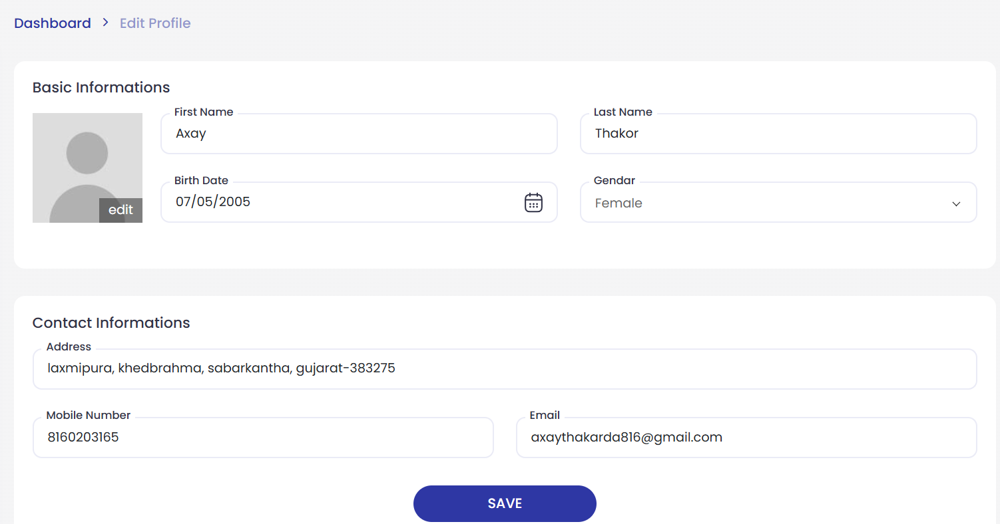 Dashboard > Edit Profile
Basic Informations
First Name
Axay
Last Name
Thakor
edit
Birth Date
07/05/2005
Gendar
Female
Contact Informations
Address
laxmipura, khedbrahma, sabarkantha, gujarat-383275
Mobile Number
8160203165
Email
axaythakarda816@gmail.com
SAVE